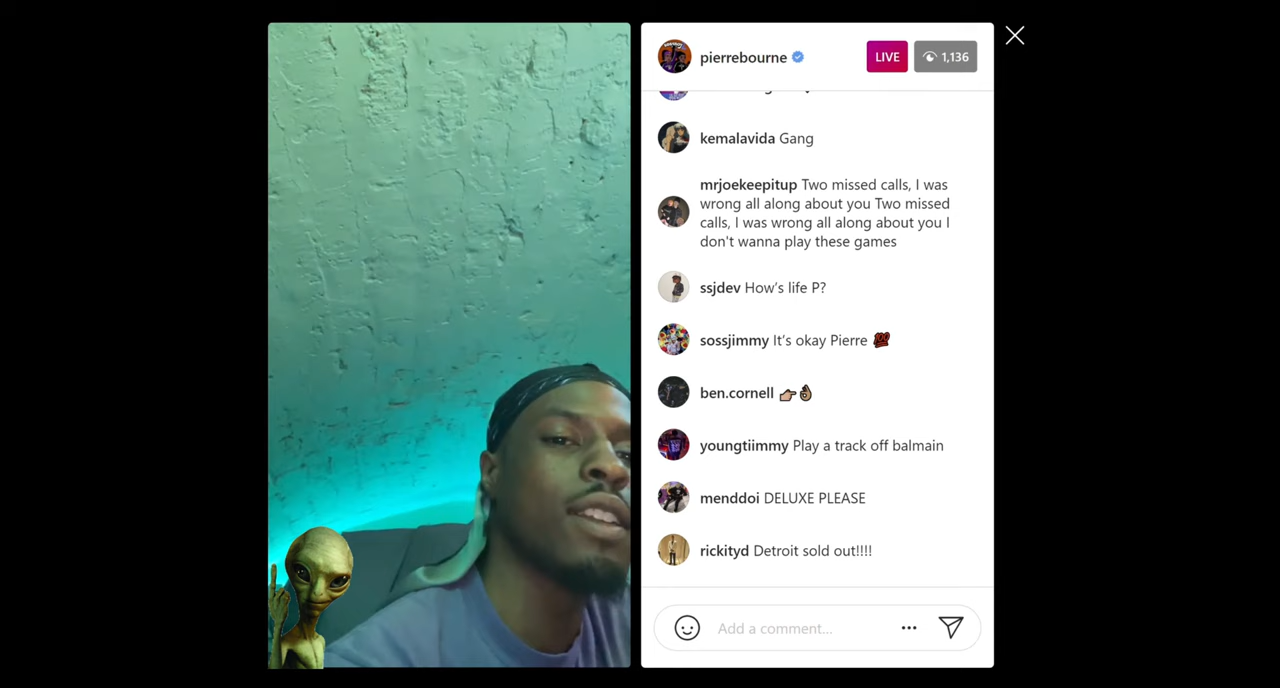 pierrebourne
LIVE
1,136
kemalavida Gang
mrjoekeepitup Two missed calls, I was
wrong all along about you Two missed
calls, I was wrong all along about you I
don't wanna play these games
ssjdev How's life P?
sossjimmy It's okay Pierre 💯
ben.cornell 👉🏼👌🏼
youngtiimmy Play a track off balmain
menddoi DELUXE PLEASE
rickityd Detroit sold out!!!!
Add a comment...